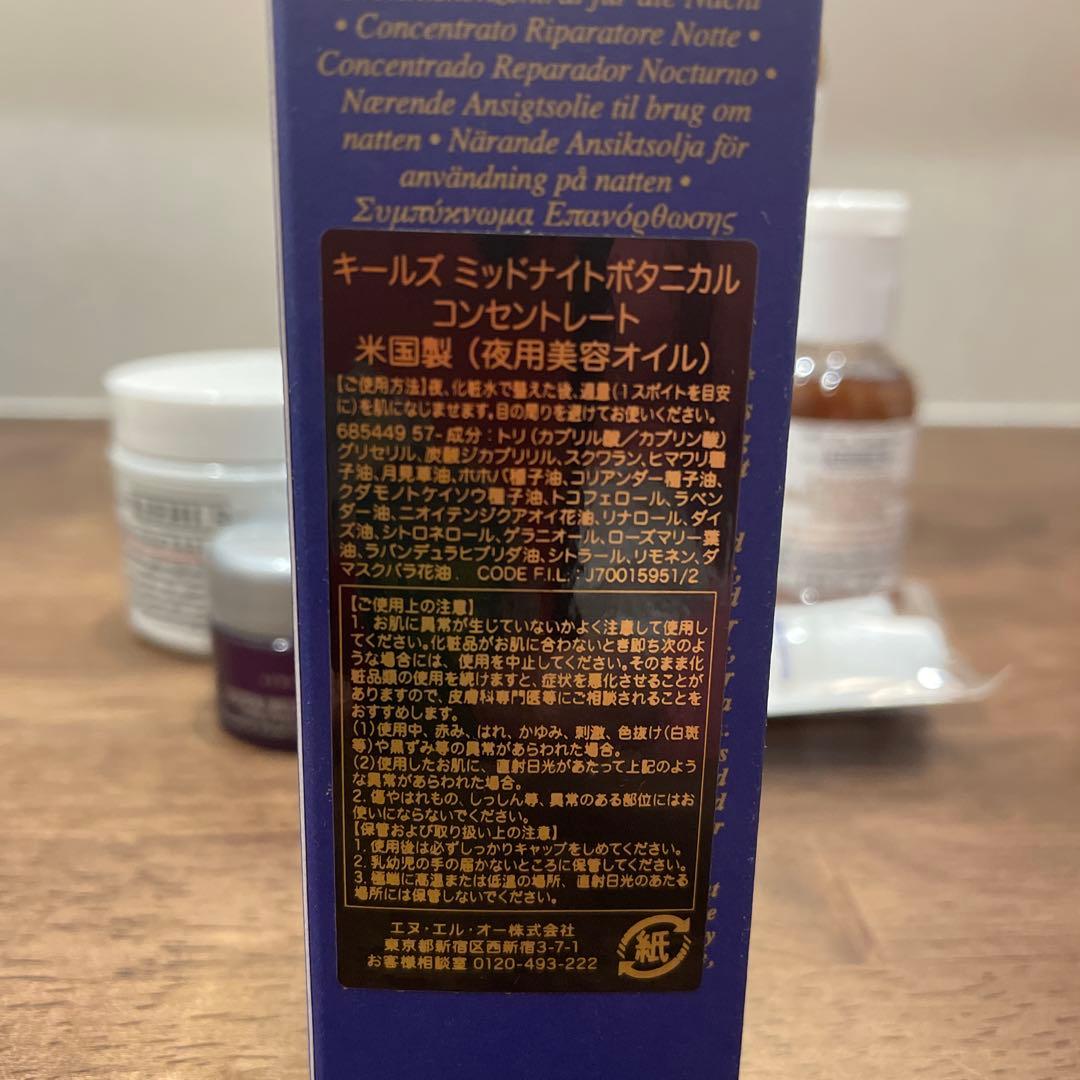 für die Nacht
• Concentrato Riparatore Notte •
Concentrado Reparador Nocturno •
Nærende Ansigtsolie til brug om
natten • Närande Ansiktsolja för
användning på natten •
Συμπύκνωμα Επανόρθωσης
キールズ ミッドナイトボタニカル
コンセントレート
米国製（夜用美容オイル）
【ご使用方法】夜、化粧水で整えた後、適量(1スポイトを目安
に)を肌になじませます。目の周りを避けてお使いください。
685449 57- 成分：トリ(カプリル酸／カプリン酸)
グリセリル、炭酸ジカプリリル、スクワラン、ヒマワリ種
子油、月見草油、ホホバ種子油、コリアンダー種子油、
クダモノトケイソウ種子油、トコフェロール、ラベン
ダー油、ニオイテンジクアオイ花油、リナロール、ダイ
ズ油、シトロネロール、ゲラニオール、ローズマリー葉
油、ラバンデュラヒブリダ油、シトラール、リモネン、ダ
マスクバラ花油　CODE F.I.L. : J70015951/2
【ご使用上の注意】
1. お肌に異常が生じていないかよく注意して使用し
てください。化粧品がお肌に合わないとき即ち次のよ
うな場合には、使用を中止してください。そのまま化
粧品類の使用を続けますと、症状を悪化させることが
ありますので、皮膚科専門医等にご相談されることを
おすすめします。
(1)使用中、赤み、はれ、かゆみ、刺激、色抜け(白斑
等)や黒ずみ等の異常があらわれた場合。
(2)使用したお肌に、直射日光があたって上記のよう
な異常があらわれた場合。
2. 傷やはれもの、しっしん等、異常のある部位にはお
使いにならないでください。
【保管および取り扱い上の注意】
1. 使用後は必ずしっかりキャップをしめてください。
2. 乳幼児の手の届かないところに保管してください。
3. 極端に高温または低温の場所、直射日光のあたる
場所には保管しないでください。
エヌ・エル・オー株式会社
東京都新宿区西新宿3-7-1
お客様相談室 0120-493-222
紙